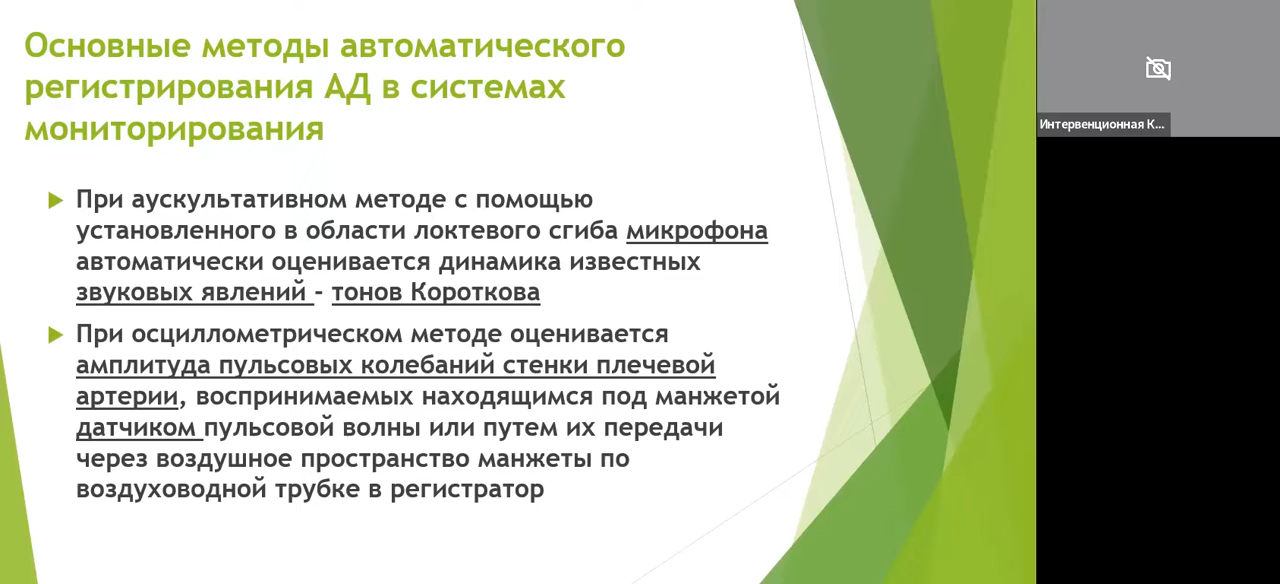 Основные методы автоматического
регистрирования АД в системах
мониторирования
При аускультативном методе с помощью
установленного в области локтевого сгиба микрофона
автоматически оценивается динамика известных
звуковых явлений - тонов Короткова
При осциллометрическом методе оценивается
амплитуда пульсовых колебаний стенки плечевой
артерии, воспринимаемых находящимся под манжетой
датчиком пульсовой волны или путем их передачи
через воздушное пространство манжеты по
воздуховодной трубке в регистратор
Интервенционная К...